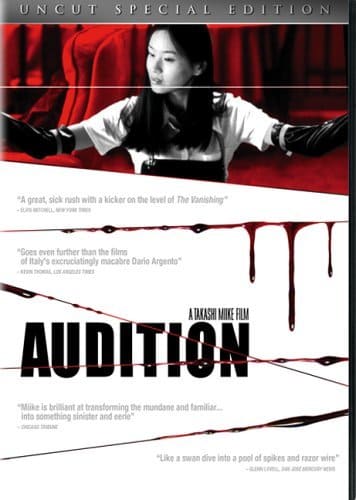 UNCUT SPECIAL EDITION
“A great, sick rush with a kicker on the level of The Vanishing”
– ELVIS MITCHELL, NEW YORK TIMES
“Goes even further than the films
of Italy's excruciatingly macabre Dario Argento”
– KEVIN THOMAS, LOS ANGELES TIMES
A TAKASHI MIIKE FILM
AUDITION
“Miike is brilliant at transforming the mundane and familiar...
into something sinister and eerie”
– CHICAGO TRIBUNE
“Like a swan dive into a pool of spikes and razor wire”
– GLENN LOVELL, SAN JOSE MERCURY NEWS